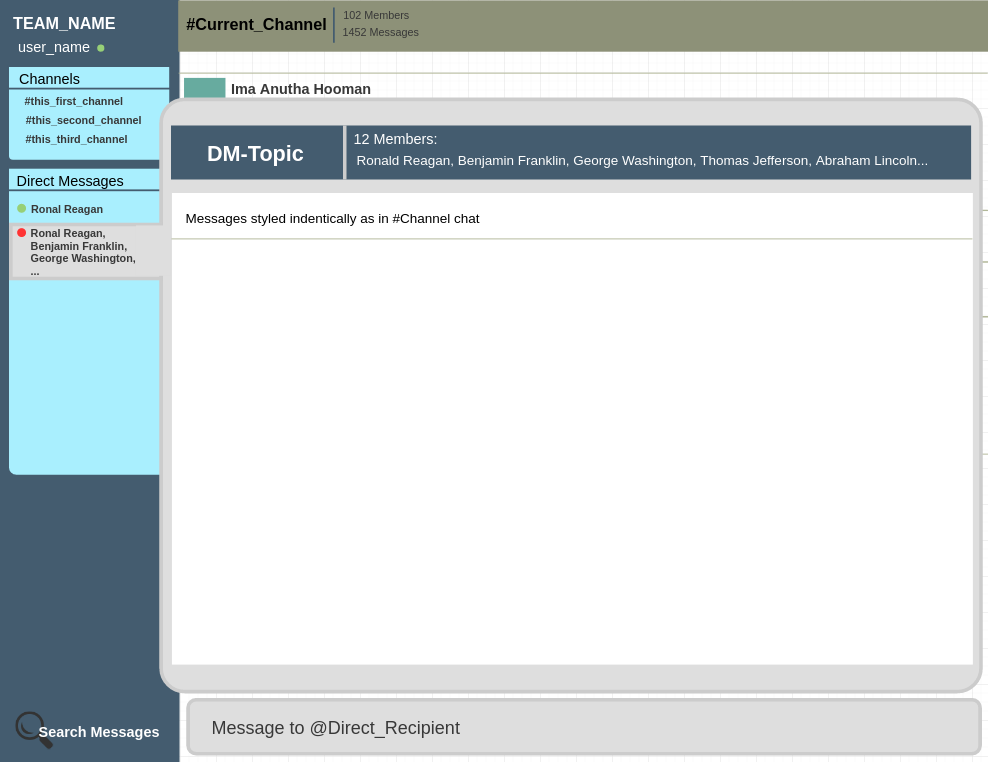 TEAM_NAME
user_name
Channels
#this_first_channel
#this_second_channel
#this_third_channel
Direct Messages
Ronal Reagan
Ronal Reagan,
Benjamin Franklin,
George Washington,
...
Search Messages
#Current_Channel
102 Members
1452 Messages
Ima Anutha Hooman
DM-Topic
12 Members:
Ronald Reagan, Benjamin Franklin, George Washington, Thomas Jefferson, Abraham Lincoln...
Messages styled indentically as in #Channel chat
Message to @Direct_Recipient